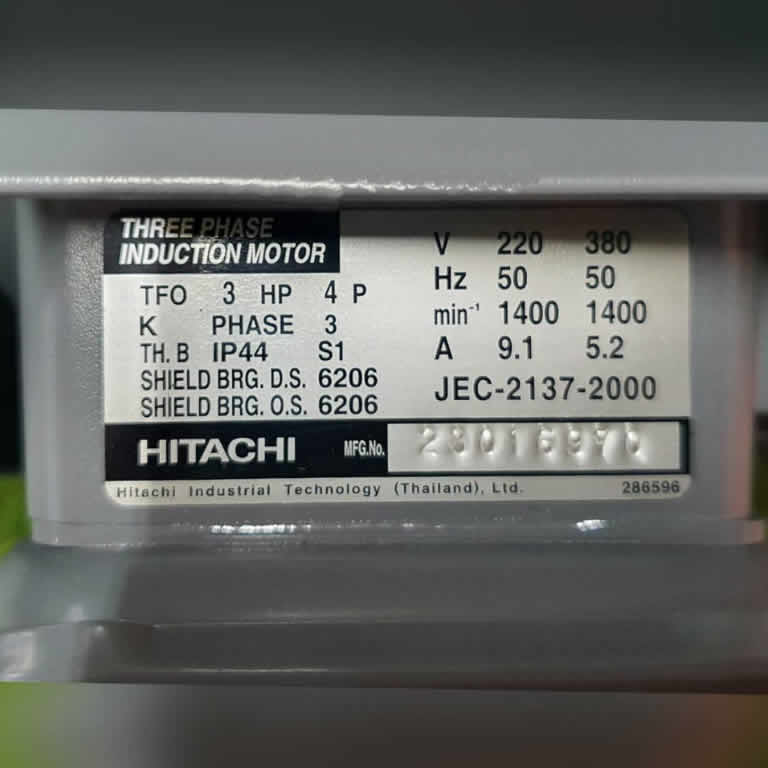 THREE PHASE
INDUCTION MOTOR
TFO 3 HP 4 P
K PHASE 3
TH. B IP44 S1
SHIELD BRG. D.S. 6206
SHIELD BRG. O.S. 6206
V 220 380
Hz 50 50
min⁻¹ 1400 1400
A 9.1 5.2
JEC-2137-2000
HITACHI MFG.No.
Hitachi Industrial Technology (Thailand), Ltd. 286596